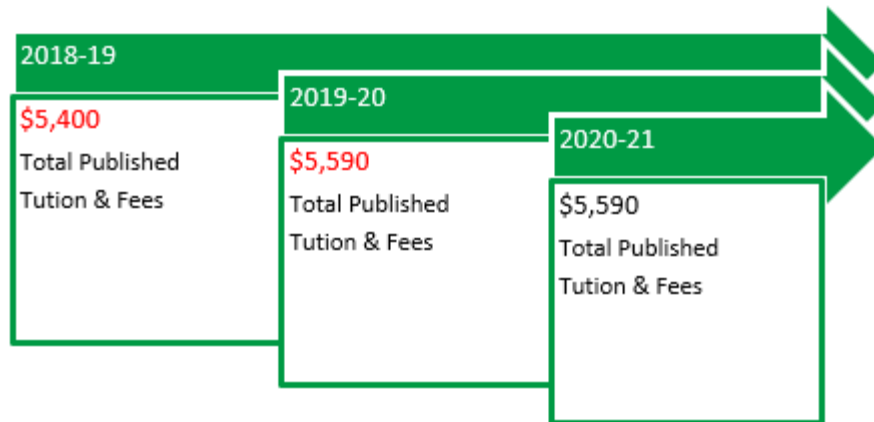 2018-19
$5,400
Total Published
Tution & Fees
2019-20
$5,590
Total Published
Tution & Fees
2020-21
$5,590
Total Published
Tution & Fees